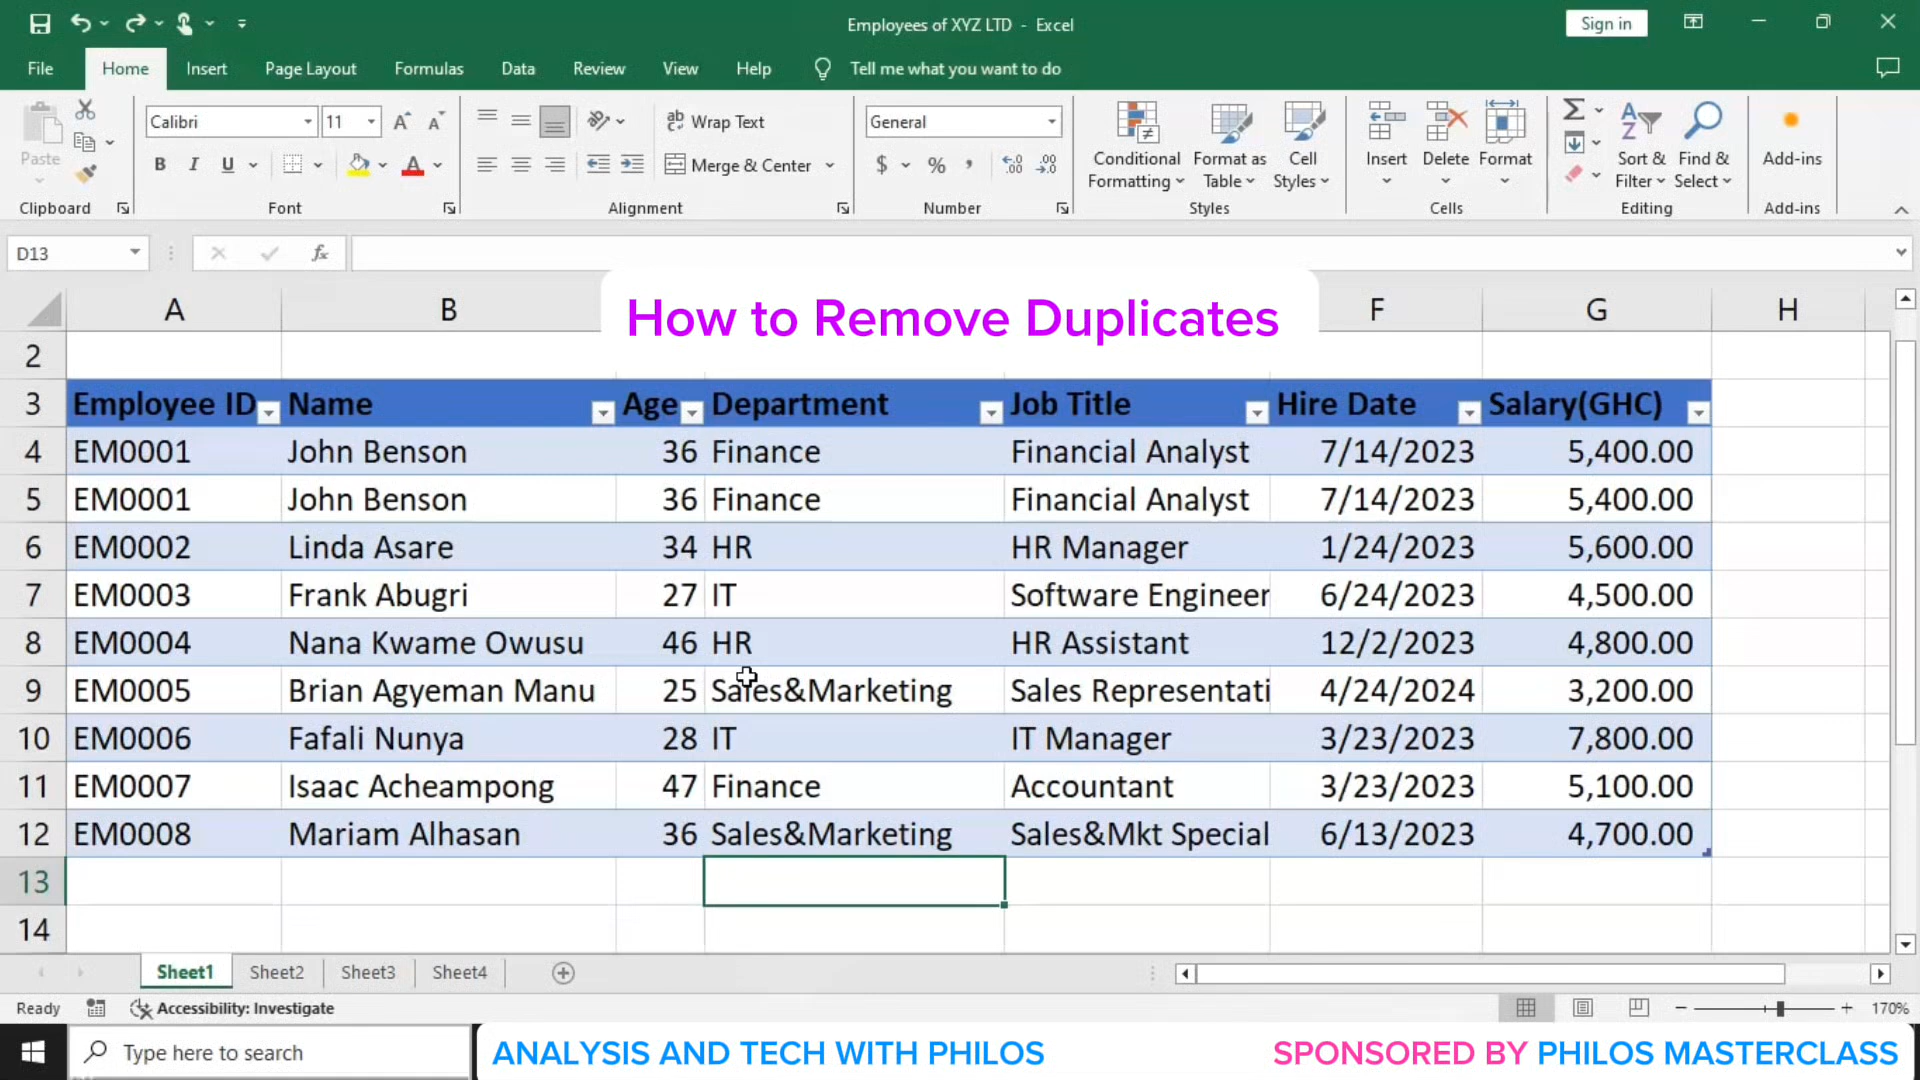 Employees of XYZ LTD - Excel
Sign in
File Home Insert Page Layout Formulas Data Review View Help Tell me what you want to do
Paste
Calibri 11
B I U
Wrap Text
Merge & Center
General
$ % ,
Conditional Formatting
Format as Table
Cell Styles
Insert Delete Format
Sort & Filter
Find & Select
Add-ins
Clipboard Font Alignment Number Styles Cells Editing Add-ins
D13 fx
How to Remove Duplicates
A B F G H
2
3 Employee ID Name Age Department Job Title Hire Date Salary(GHC)
4 EM0001 John Benson 36 Finance Financial Analyst 7/14/2023 5,400.00
5 EM0001 John Benson 36 Finance Financial Analyst 7/14/2023 5,400.00
6 EM0002 Linda Asare 34 HR HR Manager 1/24/2023 5,600.00
7 EM0003 Frank Abugri 27 IT Software Engineer 6/24/2023 4,500.00
8 EM0004 Nana Kwame Owusu 46 HR HR Assistant 12/2/2023 4,800.00
9 EM0005 Brian Agyeman Manu 25 Sales&Marketing Sales Representati 4/24/2024 3,200.00
10 EM0006 Fafali Nunya 28 IT IT Manager 3/23/2023 7,800.00
11 EM0007 Isaac Acheampong 47 Finance Accountant 3/23/2023 5,100.00
12 EM0008 Mariam Alhasan 36 Sales&Marketing Sales&Mkt Special 6/13/2023 4,700.00
13
14
Sheet1 Sheet2 Sheet3 Sheet4
Ready Accessibility: Investigate 170%
Type here to search
ANALYSIS AND TECH WITH PHILOS
SPONSORED BY PHILOS MASTERCLASS